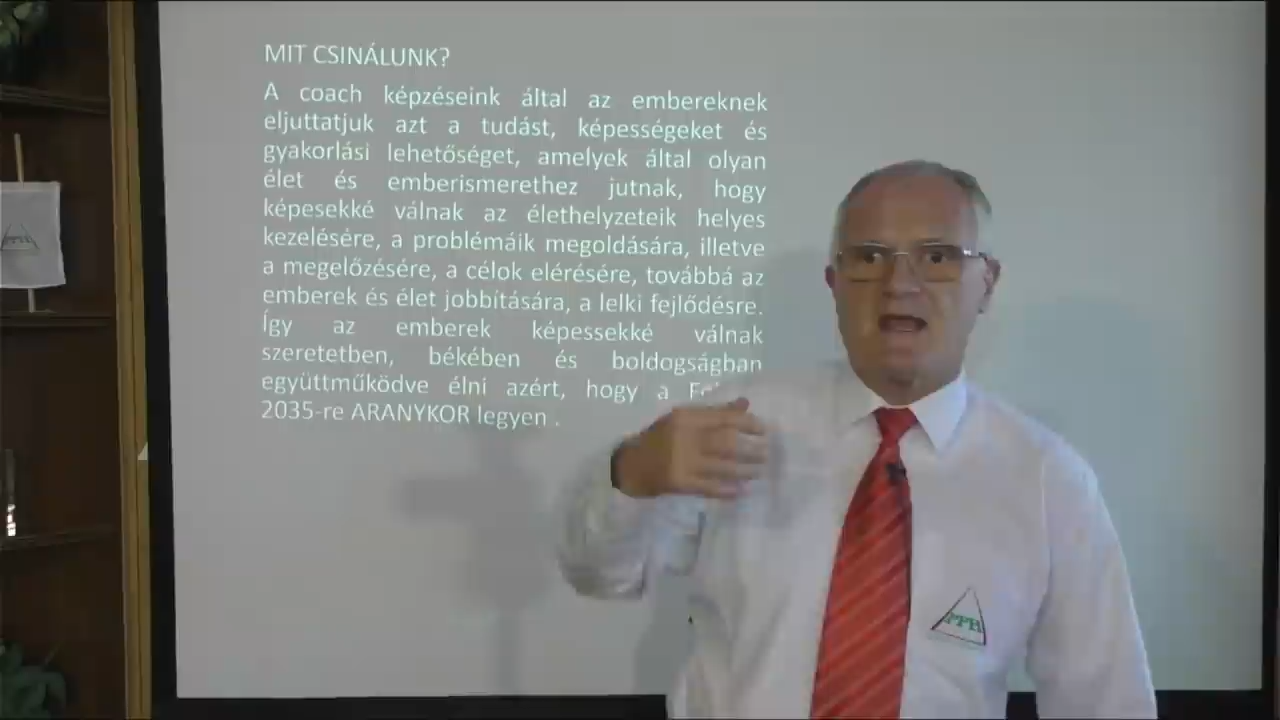 MIT CSINÁLUNK?
A coach képzéseink által az embereknek
eljuttatjuk azt a tudást, képességeket és
gyakorlási lehetőséget, amelyek által olyan
élet és emberismerethez jutnak, hogy
képesekké válnak az élethelyzeteik helyes
kezelésére, a problémáik megoldására, illetve
a megelőzésére, a célok elérésére, továbbá az
emberek és élet jobbítására, a lelki fejlődésre.
Így az emberek képessekké válnak
szeretetben, békében és boldogságban
együttműködve élni azért, hogy a
2035-re ARANYKOR legyen .